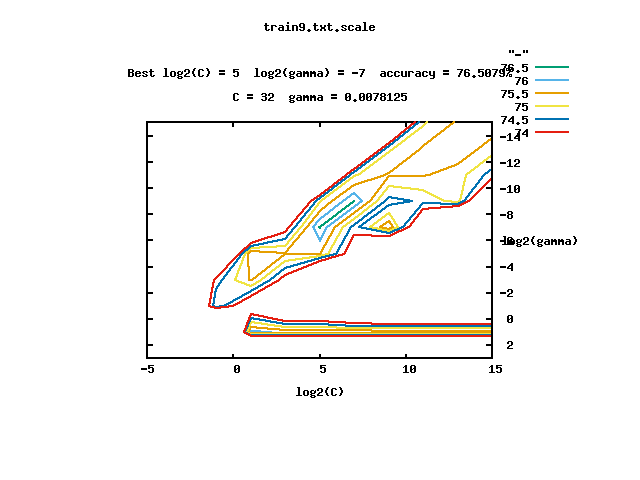 train9.txt.scale
"-"
Best log2(C) = 5  log2(gamma) = -7  accuracy = 76.5079%
C = 32  gamma = 0.0078125
76.5
76
75.5
75
74.5
74
-14
-12
-10
-8
-6
log2(gamma)
-4
-2
0
2
-5 0 5 10 15
log2(C)